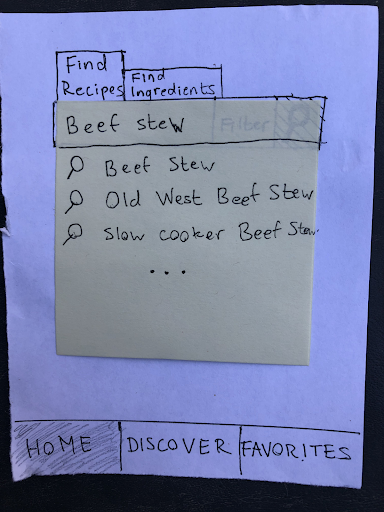 Find
Recipes
Find
Ingredients
Beef stew
Filter
Beef Stew
Old West Beef Stew
Slow cooker Beef Stew
...
HOME
DISCOVER
FAVORITES